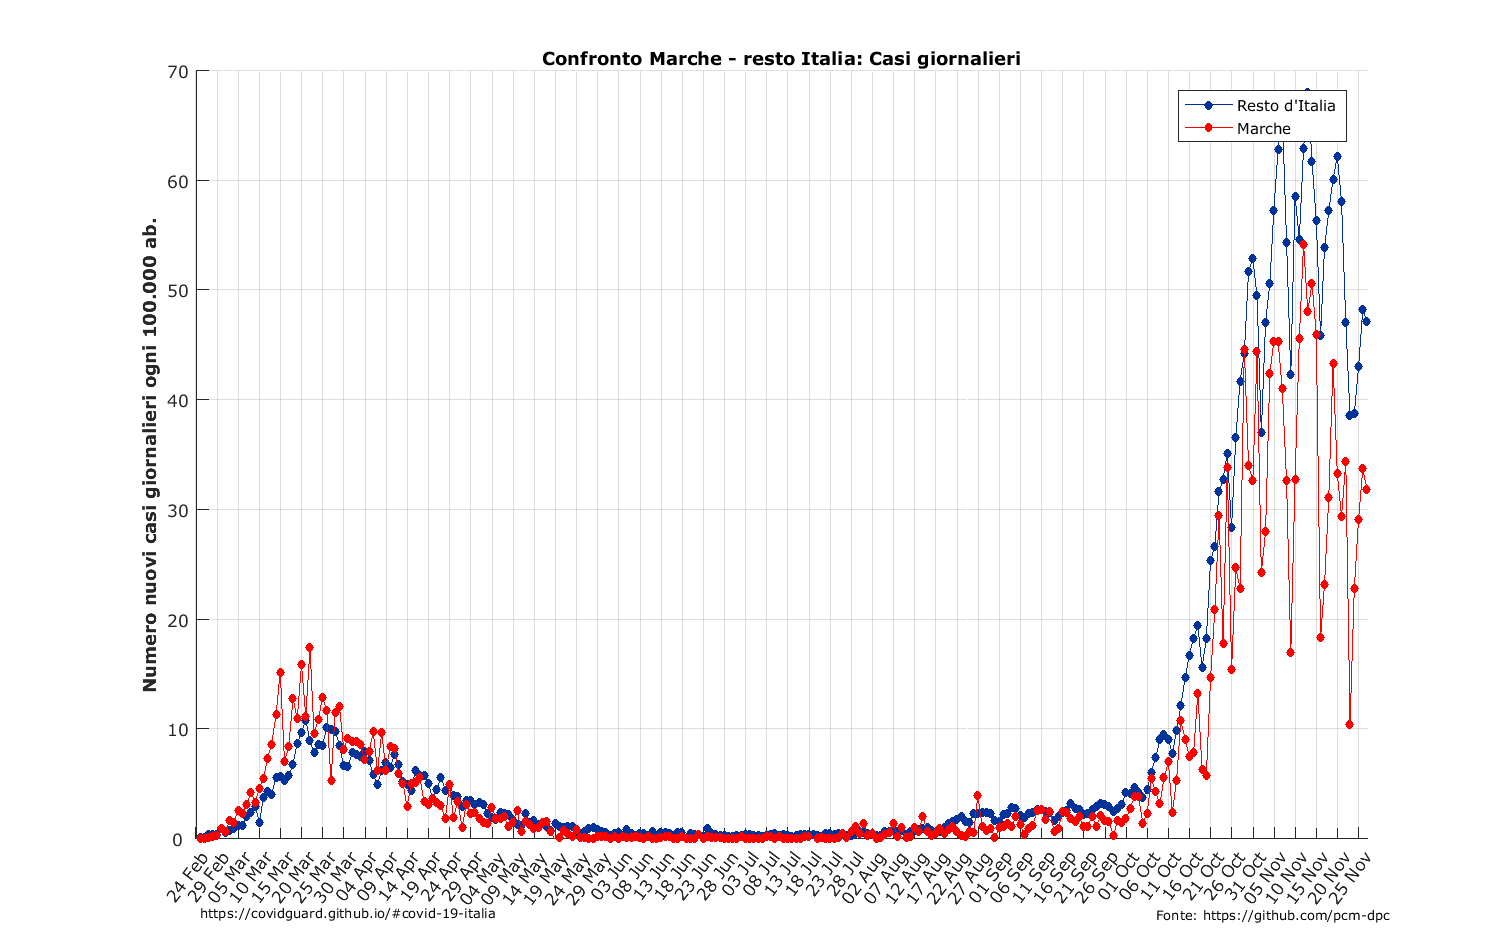 Confronto Marche - resto Italia: Casi giornalieri
Resto d'Italia
Marche
Numero nuovi casi giornalieri ogni 100.000 ab.
70
60
50
40
30
20
10
0
24 Feb
29 Feb
05 Mar
10 Mar
15 Mar
20 Mar
25 Mar
30 Mar
04 Apr
09 Apr
14 Apr
19 Apr
24 Apr
29 Apr
04 May
09 May
14 May
19 May
24 May
29 May
03 Jun
08 Jun
13 Jun
18 Jun
23 Jun
28 Jun
03 Jul
08 Jul
13 Jul
18 Jul
23 Jul
28 Jul
02 Aug
07 Aug
12 Aug
17 Aug
22 Aug
27 Aug
01 Sep
06 Sep
11 Sep
16 Sep
21 Sep
26 Sep
01 Oct
06 Oct
11 Oct
16 Oct
21 Oct
26 Oct
31 Oct
05 Nov
10 Nov
15 Nov
20 Nov
25 Nov
https://covidguard.github.io/#covid-19-italia
Fonte: https://github.com/pcm-dpc